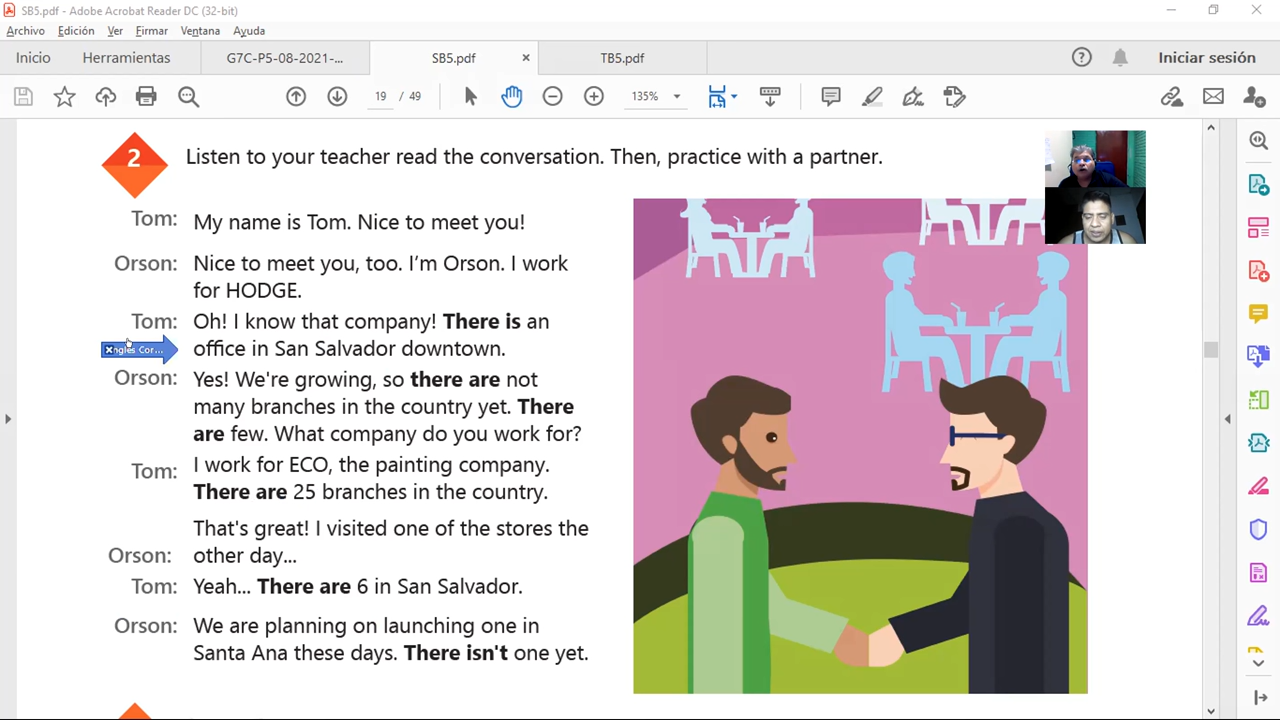 SB5.pdf - Adobe Acrobat Reader DC (32-bit)
Archivo Edición Ver Firmar Ventana Ayuda
Inicio Herramientas G7C-P5-08-2021-... SB5.pdf × TB5.pdf Iniciar sesión
19 / 49 135%
2 Listen to your teacher read the conversation. Then, practice with a partner.
Tom: My name is Tom. Nice to meet you!
Orson: Nice to meet you, too. I'm Orson. I work
for HODGE.
Tom: Oh! I know that company! There is an
office in San Salvador downtown.
Orson: Yes! We're growing, so there are not
many branches in the country yet. There
are few. What company do you work for?
Tom: I work for ECO, the painting company.
There are 25 branches in the country.
That's great! I visited one of the stores the
Orson: other day...
Tom: Yeah... There are 6 in San Salvador.
Orson: We are planning on launching one in
Santa Ana these days. There isn't one yet.